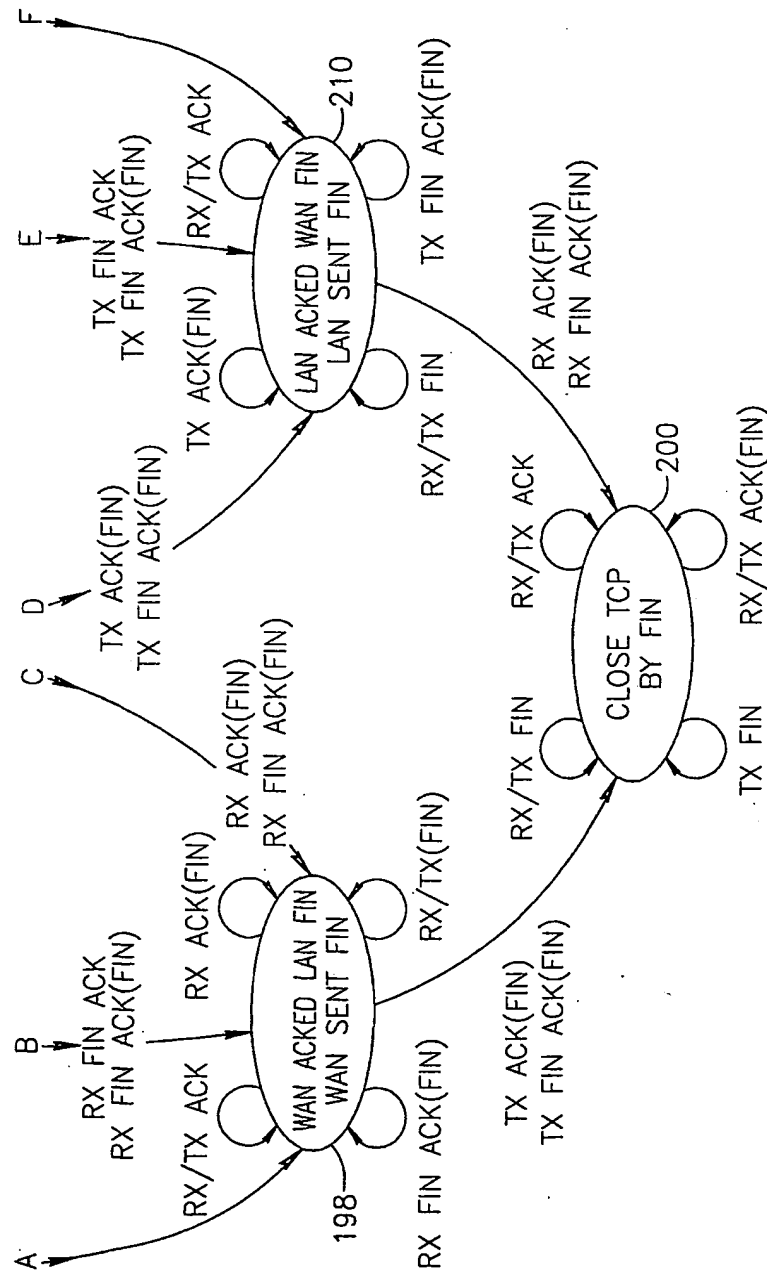 A
B
C
D
E
F
RX FIN ACK
RX FIN ACK(FIN)
RX ACK(FIN)
RX FIN ACK(FIN)
TX ACK(FIN)
TX FIN ACK(FIN)
TX FIN ACK
TX FIN ACK(FIN)
RX/TX ACK
RX ACK(FIN)
WAN ACKED LAN FIN
WAN SENT FIN
198
RX FIN ACK(FIN)
RX/TX(FIN)
TX ACK(FIN)
RX/TX ACK
LAN ACKED WAN FIN
LAN SENT FIN
210
RX/TX FIN
TX FIN ACK(FIN)
TX ACK(FIN)
TX FIN ACK(FIN)
RX ACK(FIN)
RX FIN ACK(FIN)
RX/TX FIN
RX/TX ACK
CLOSE TCP
BY FIN
200
TX FIN
RX/TX ACK(FIN)